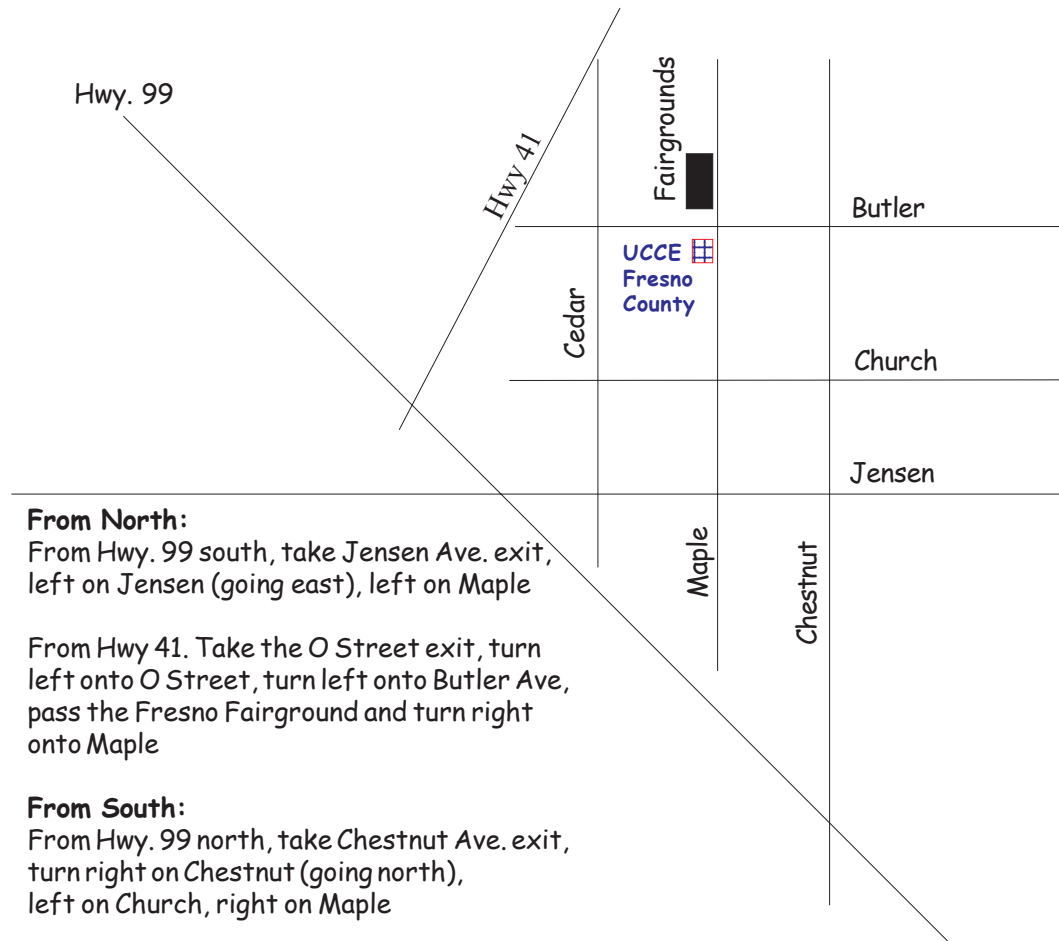 Hwy. 99
Hwy 41
Fairgrounds
Butler
UCCE
Fresno
County
Cedar
Church
Jensen
Maple
Chestnut
From North:
From Hwy. 99 south, take Jensen Ave. exit,
left on Jensen (going east), left on Maple
From Hwy 41. Take the O Street exit, turn
left onto O Street, turn left onto Butler Ave,
pass the Fresno Fairground and turn right
onto Maple
From South:
From Hwy. 99 north, take Chestnut Ave. exit,
turn right on Chestnut (going north),
left on Church, right on Maple